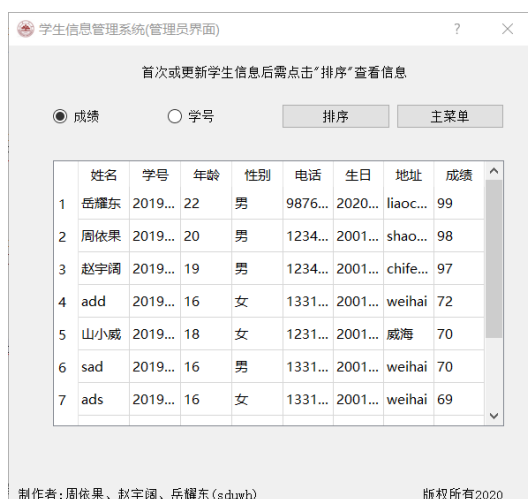 学生信息管理系统(管理员界面)
首次或更新学生信息后需点击"排序"查看信息
成绩 学号 排序 主菜单
姓名 学号 年龄 性别 电话 生日 地址 成绩
1 岳耀东 2019... 22 男 9876... 2020... liaoc... 99
2 周依果 2019... 20 男 1234... 2001... shao... 98
3 赵宇阔 2019... 19 男 1234... 2001... chife... 97
4 add 2019... 16 女 1331... 2001... weihai 72
5 山小威 2019... 18 女 1231... 2001... 威海 70
6 sad 2019... 16 男 1331... 2001... weihai 70
7 ads 2019... 16 女 1331... 2001... weihai 69
制作者:周依果、赵宇阔、岳耀东(sduwh) 版权所有2020